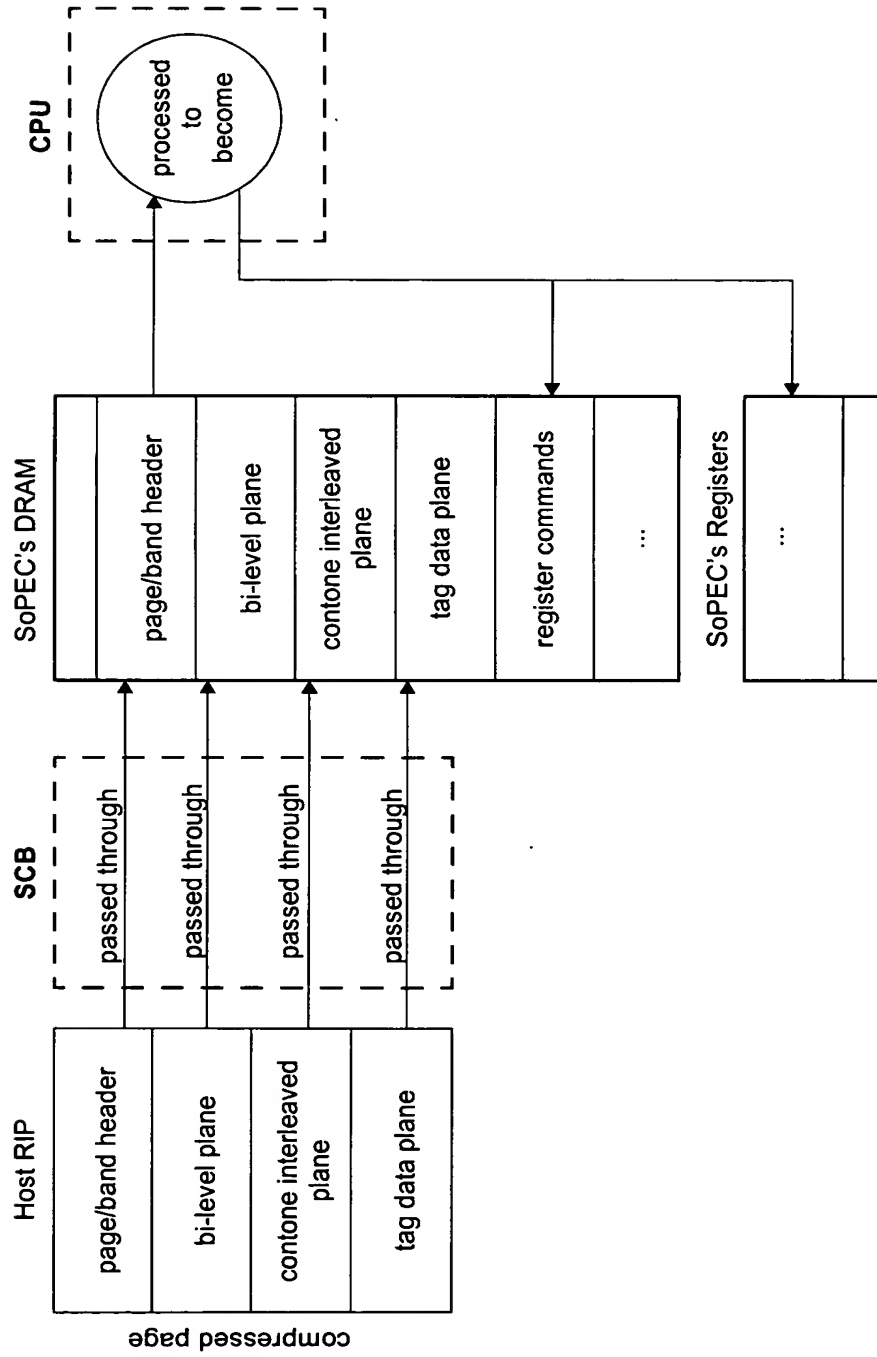 Host RIP
compressed page
page/band header
bi-level plane
contone interleaved
plane
tag data plane
SCB
passed through
passed through
passed through
passed through
SoPEC's DRAM
page/band header
bi-level plane
contone interleaved
plane
tag data plane
register commands
...
CPU
processed
to
become
SoPEC's Registers
...